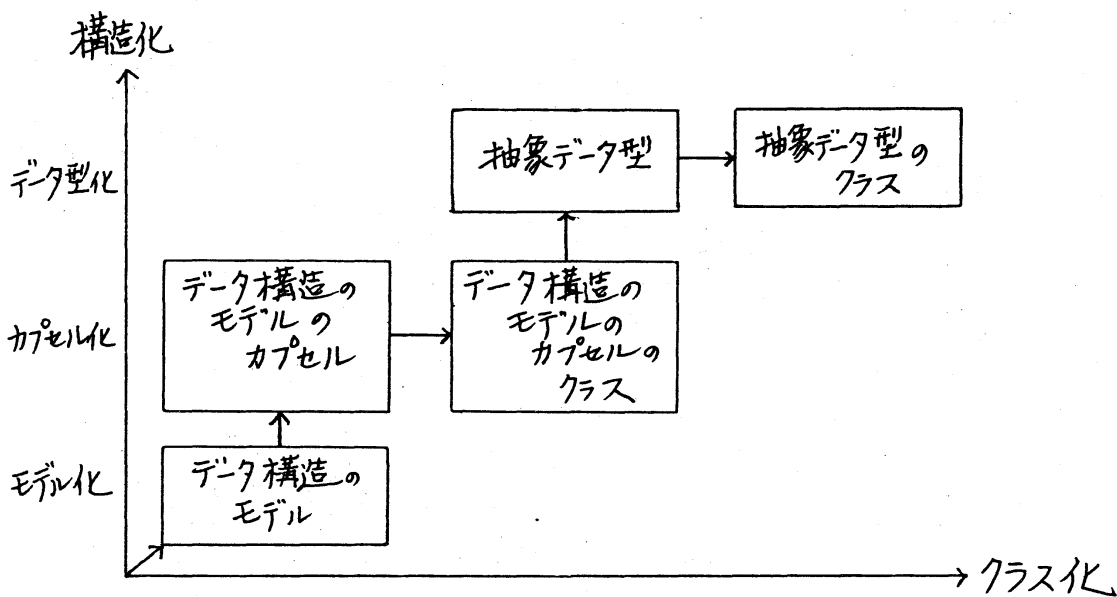 構造化
データ型化
抽象データ型
抽象データ型の
クラス
カプセル化
データ構造の
モデルの
カプセル
データ構造の
モデルの
カプセルの
クラス
モデル化
データ構造の
モデル
クラス化